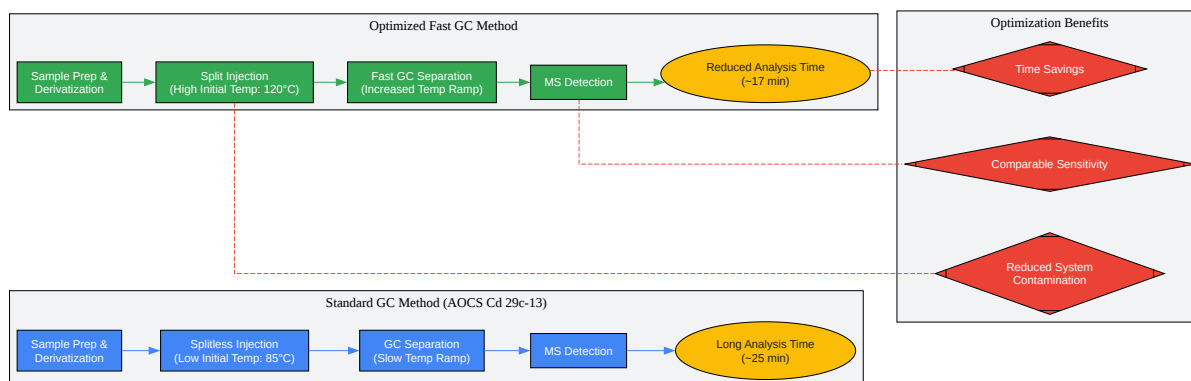 Optimized Fast GC Method
Sample Prep &
Derivatization
Split Injection
(High Initial Temp: 120°C)
Fast GC Separation
(Increased Temp Ramp)
MS Detection
Reduced Analysis Time
(~17 min)
Optimization Benefits
Time Savings
Comparable Sensitivity
Reduced System
Contamination
Standard GC Method (AOCS Cd 29c-13)
Sample Prep &
Derivatization
Splitless Injection
(Low Initial Temp: 85°C)
GC Separation
(Slow Temp Ramp)
MS Detection
Long Analysis Time
(~25 min)